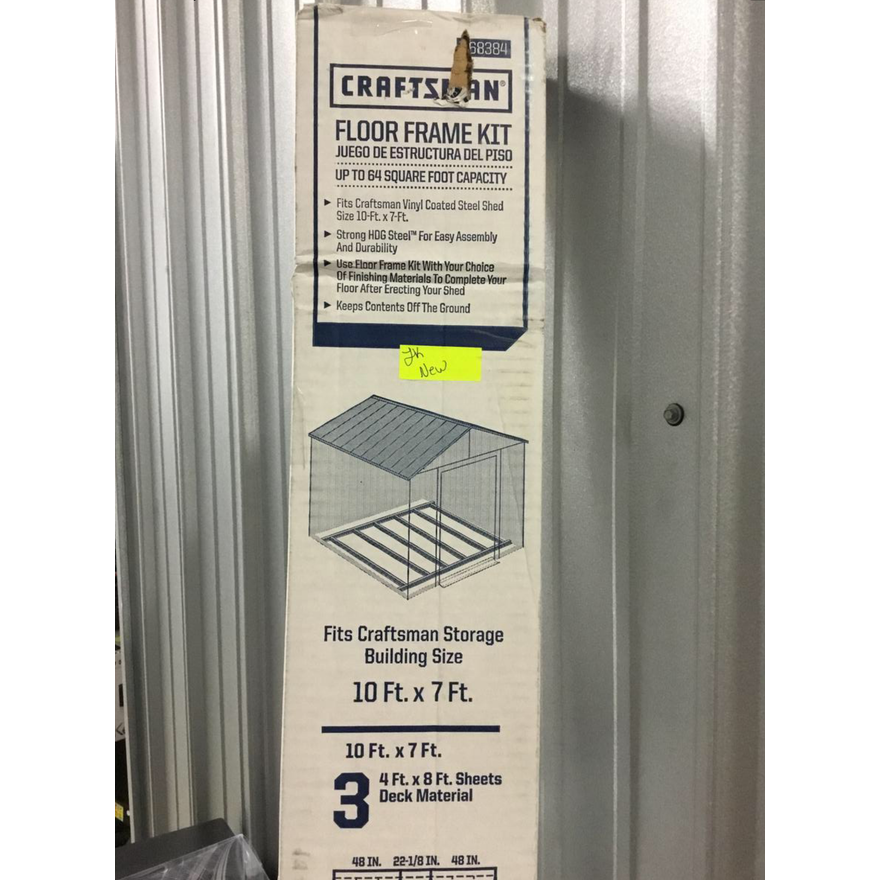 68384
CRAFTSMAN®
FLOOR FRAME KIT
JUEGO DE ESTRUCTURA DEL PISO
UP TO 64 SQUARE FOOT CAPACITY
Fits Craftsman Vinyl Coated Steel Shed
Size 10-Ft. x 7-Ft.
Strong HDG Steel™ For Easy Assembly
And Durability
Use Floor Frame Kit With Your Choice
Of Finishing Materials To Complete Your
Floor After Erecting Your Shed
Keeps Contents Off The Ground
New
Fits Craftsman Storage
Building Size
10 Ft. x 7 Ft.
10 Ft. x 7 Ft.
3 4 Ft. x 8 Ft. Sheets
Deck Material
48 IN. 22-1/8 IN. 48 IN.